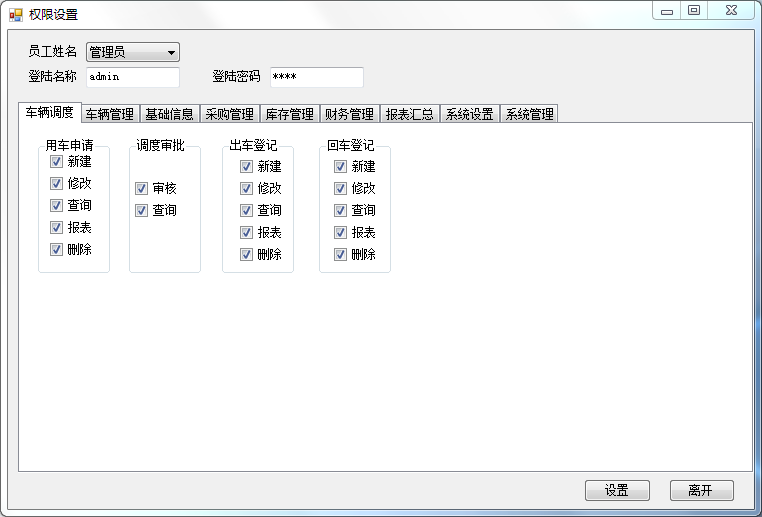 权限设置
员工姓名 管理员
登陆名称 admin 登陆密码 ****
车辆调度 车辆管理 基础信息 采购管理 库存管理 财务管理 报表汇总 系统设置 系统管理
用车申请 调度审批 出车登记 回车登记
新建 新建 新建
修改 审核 修改 修改
查询 查询 查询 查询
报表 报表 报表
删除 删除 删除
设置 离开